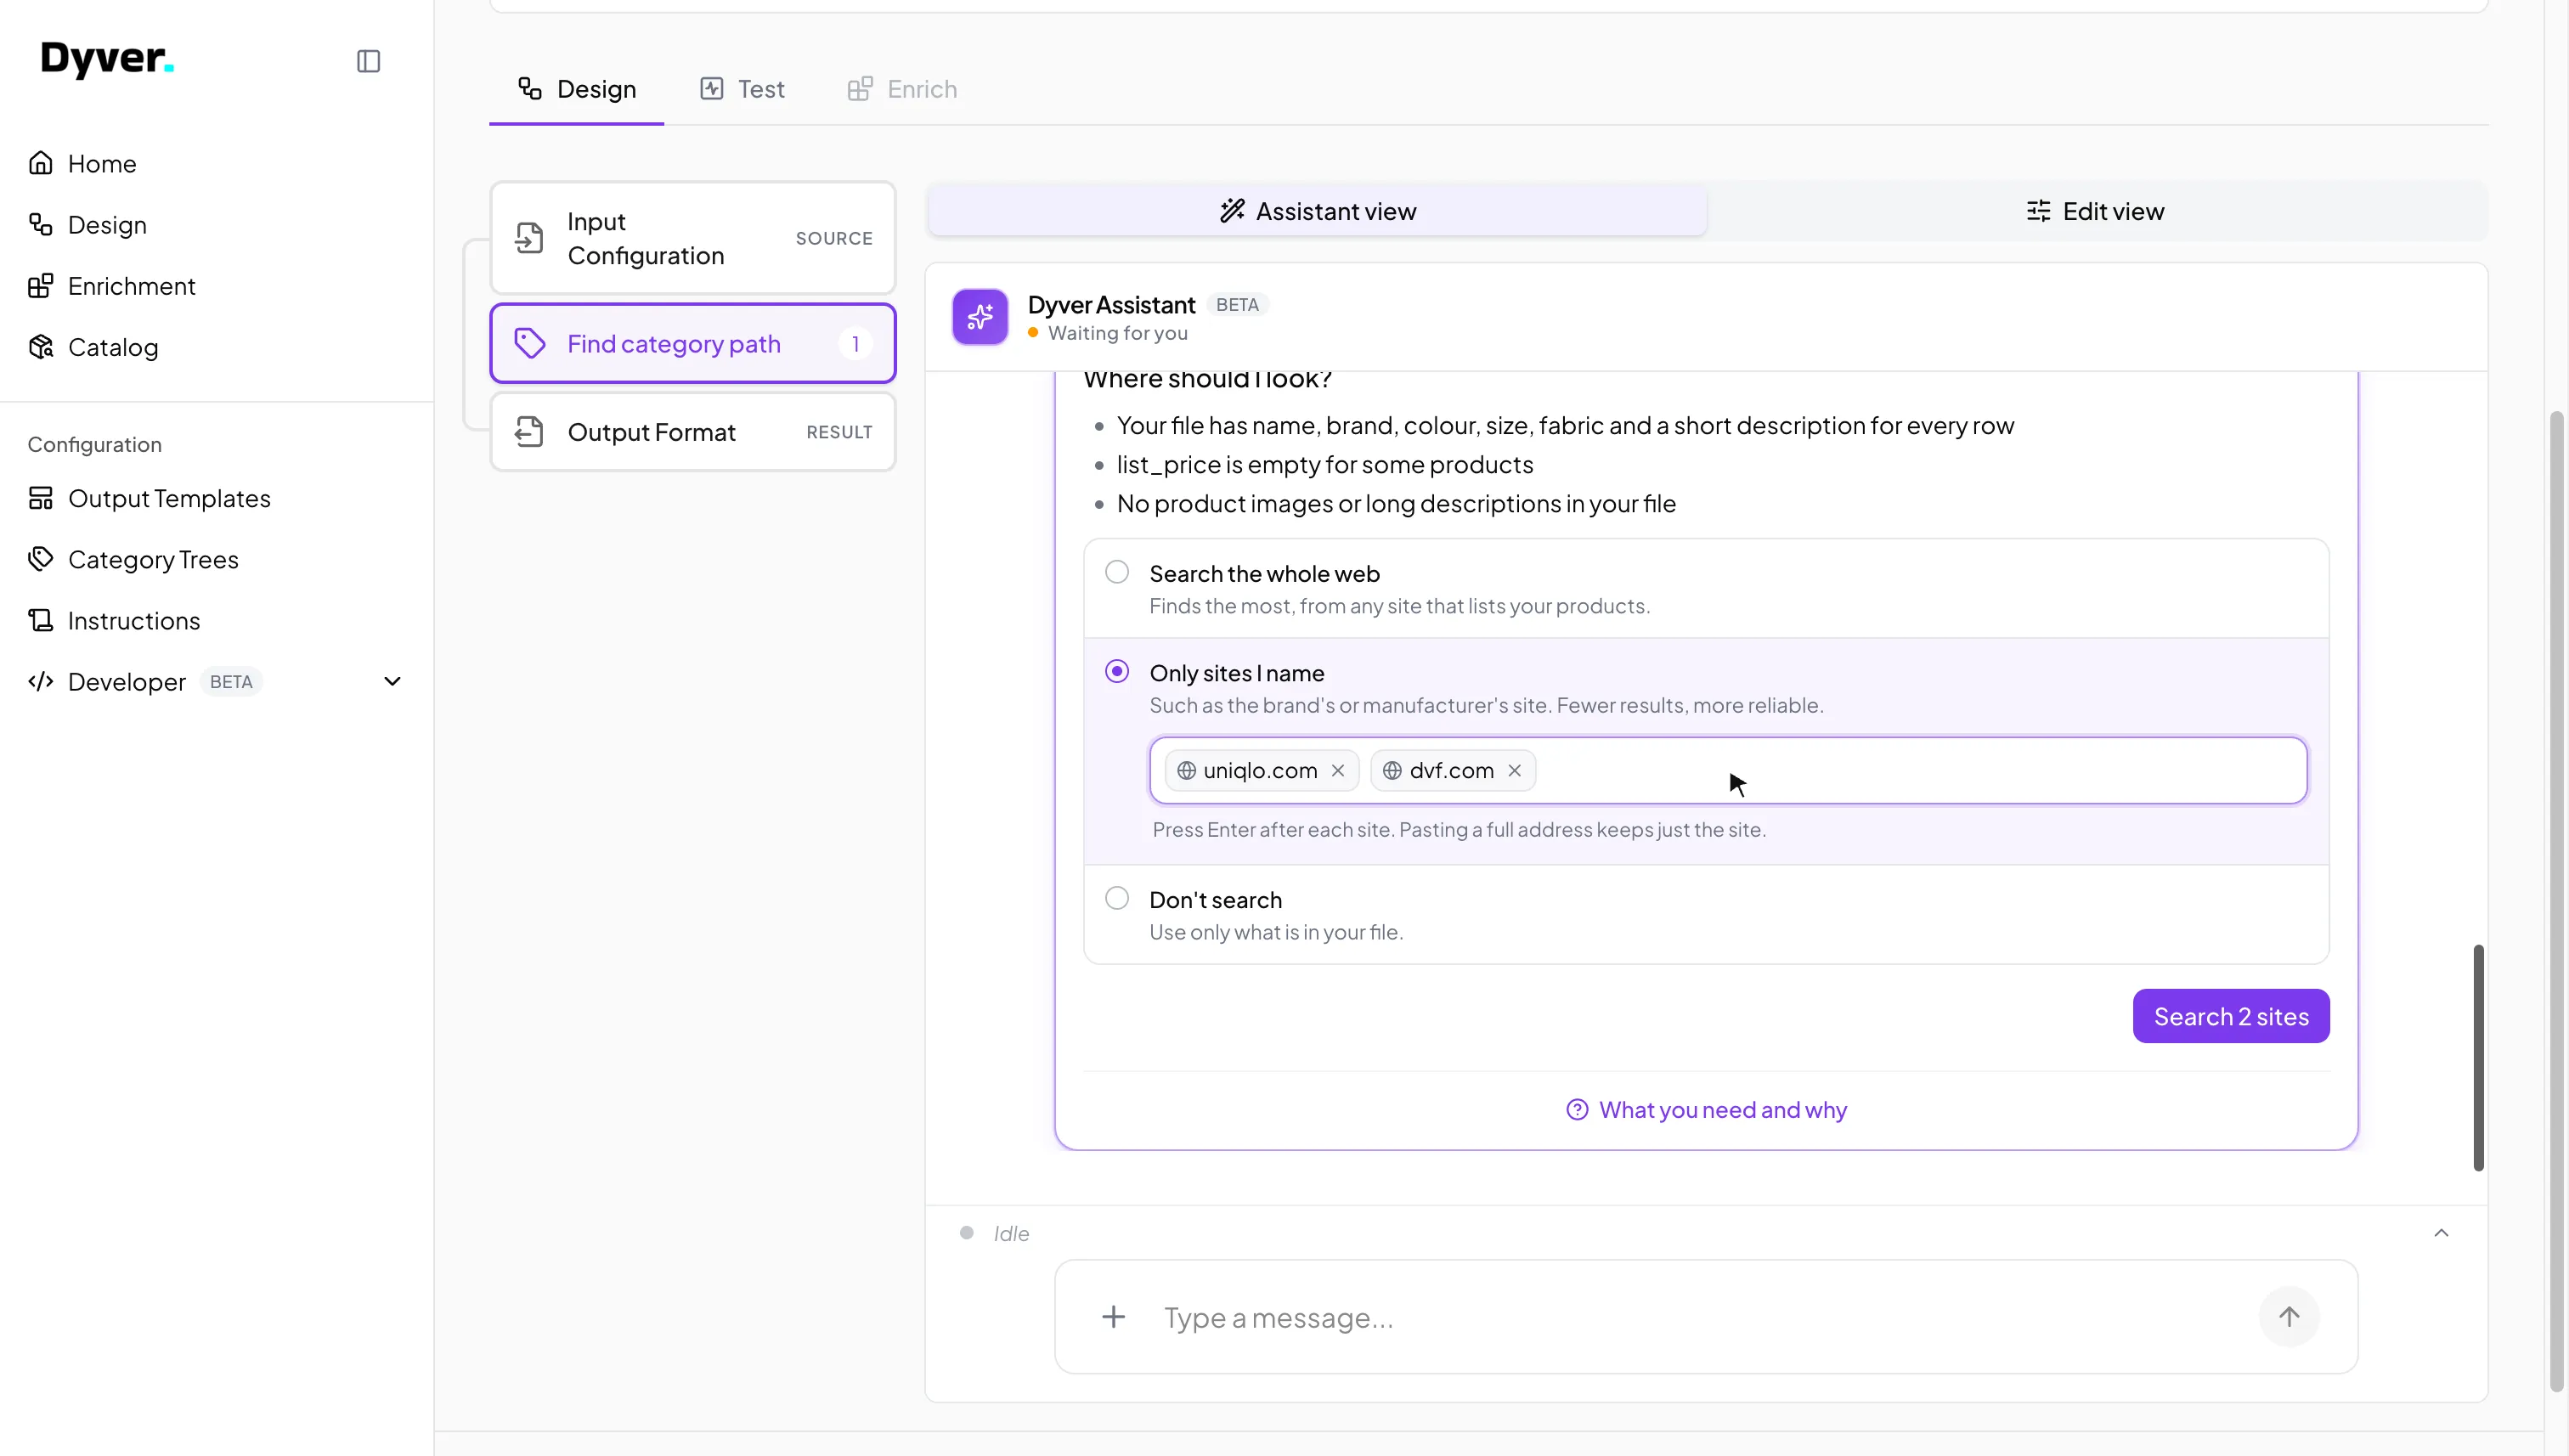 Dyver.
Home
Design
Enrichment
Catalog
Configuration
Output Templates
Category Trees
Instructions
Developer BETA
Design Test Enrich
Input Configuration SOURCE
Find category path 1
Output Format RESULT
Assistant view Edit view
Dyver Assistant BETA
Waiting for you
Where should I look?
Your file has name, brand, colour, size, fabric and a short description for every row
list_price is empty for some products
No product images or long descriptions in your file
Search the whole web
Finds the most, from any site that lists your products.
Only sites I name
Such as the brand's or manufacturer's site. Fewer results, more reliable.
uniqlo.com dvf.com
Press Enter after each site. Pasting a full address keeps just the site.
Don't search
Use only what is in your file.
Search 2 sites
What you need and why
Idle
Type a message...